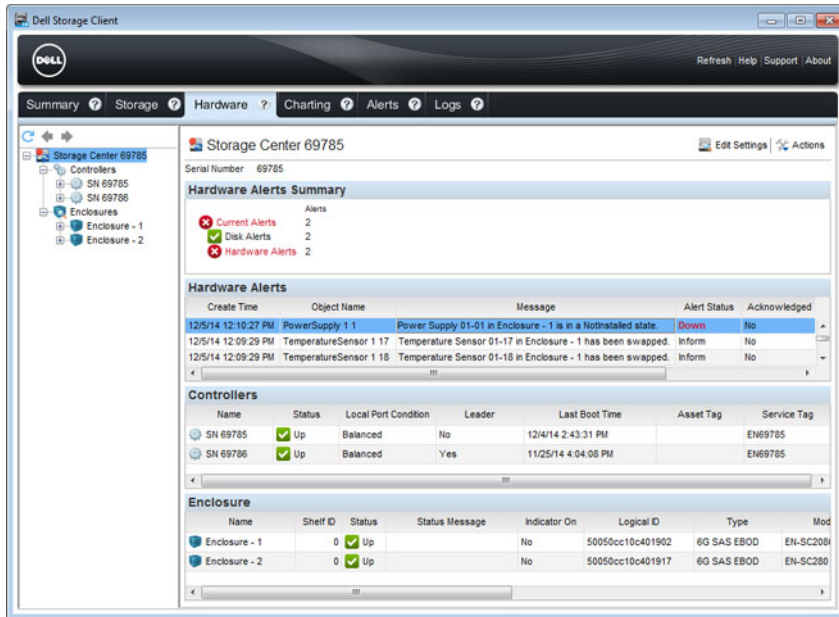 Dell Storage Client
DELL
Refresh Help Support About
Summary ? Storage ? Hardware ? Charting ? Alerts ? Logs ?
Storage Center 69785
Controllers
SN 69785
SN 69786
Enclosures
Enclosure - 1
Enclosure - 2
Storage Center 69785
Edit Settings Actions
Serial Number 69785
Hardware Alerts Summary
Alerts
Current Alerts 2
Disk Alerts 2
Hardware Alerts 2
Hardware Alerts
Create Time Object Name Message Alert Status Acknowledged
12/5/14 12:10:27 PM PowerSupply 1 1 Power Supply 01-01 in Enclosure - 1 is in a NotInstalled state. Down No
12/5/14 12:09:29 PM TemperatureSensor 1 17 Temperature Sensor 01-17 in Enclosure - 1 has been swapped. Inform No
12/5/14 12:09:29 PM TemperatureSensor 1 18 Temperature Sensor 01-18 in Enclosure - 1 has been swapped. Inform No
Controllers
Name Status Local Port Condition Leader Last Boot Time Asset Tag Service Tag
SN 69785 Up Balanced No 12/4/14 2:43:31 PM EN69785
SN 69786 Up Balanced Yes 11/25/14 4:04:08 PM EN69785
Enclosure
Name Shelf ID Status Status Message Indicator On Logical ID Type Mod
Enclosure - 1 0 Up No 50050cc10c401902 6G SAS EBOD EN-SC208
Enclosure - 2 0 Up No 50050cc10c401917 6G SAS EBOD EN-SC280